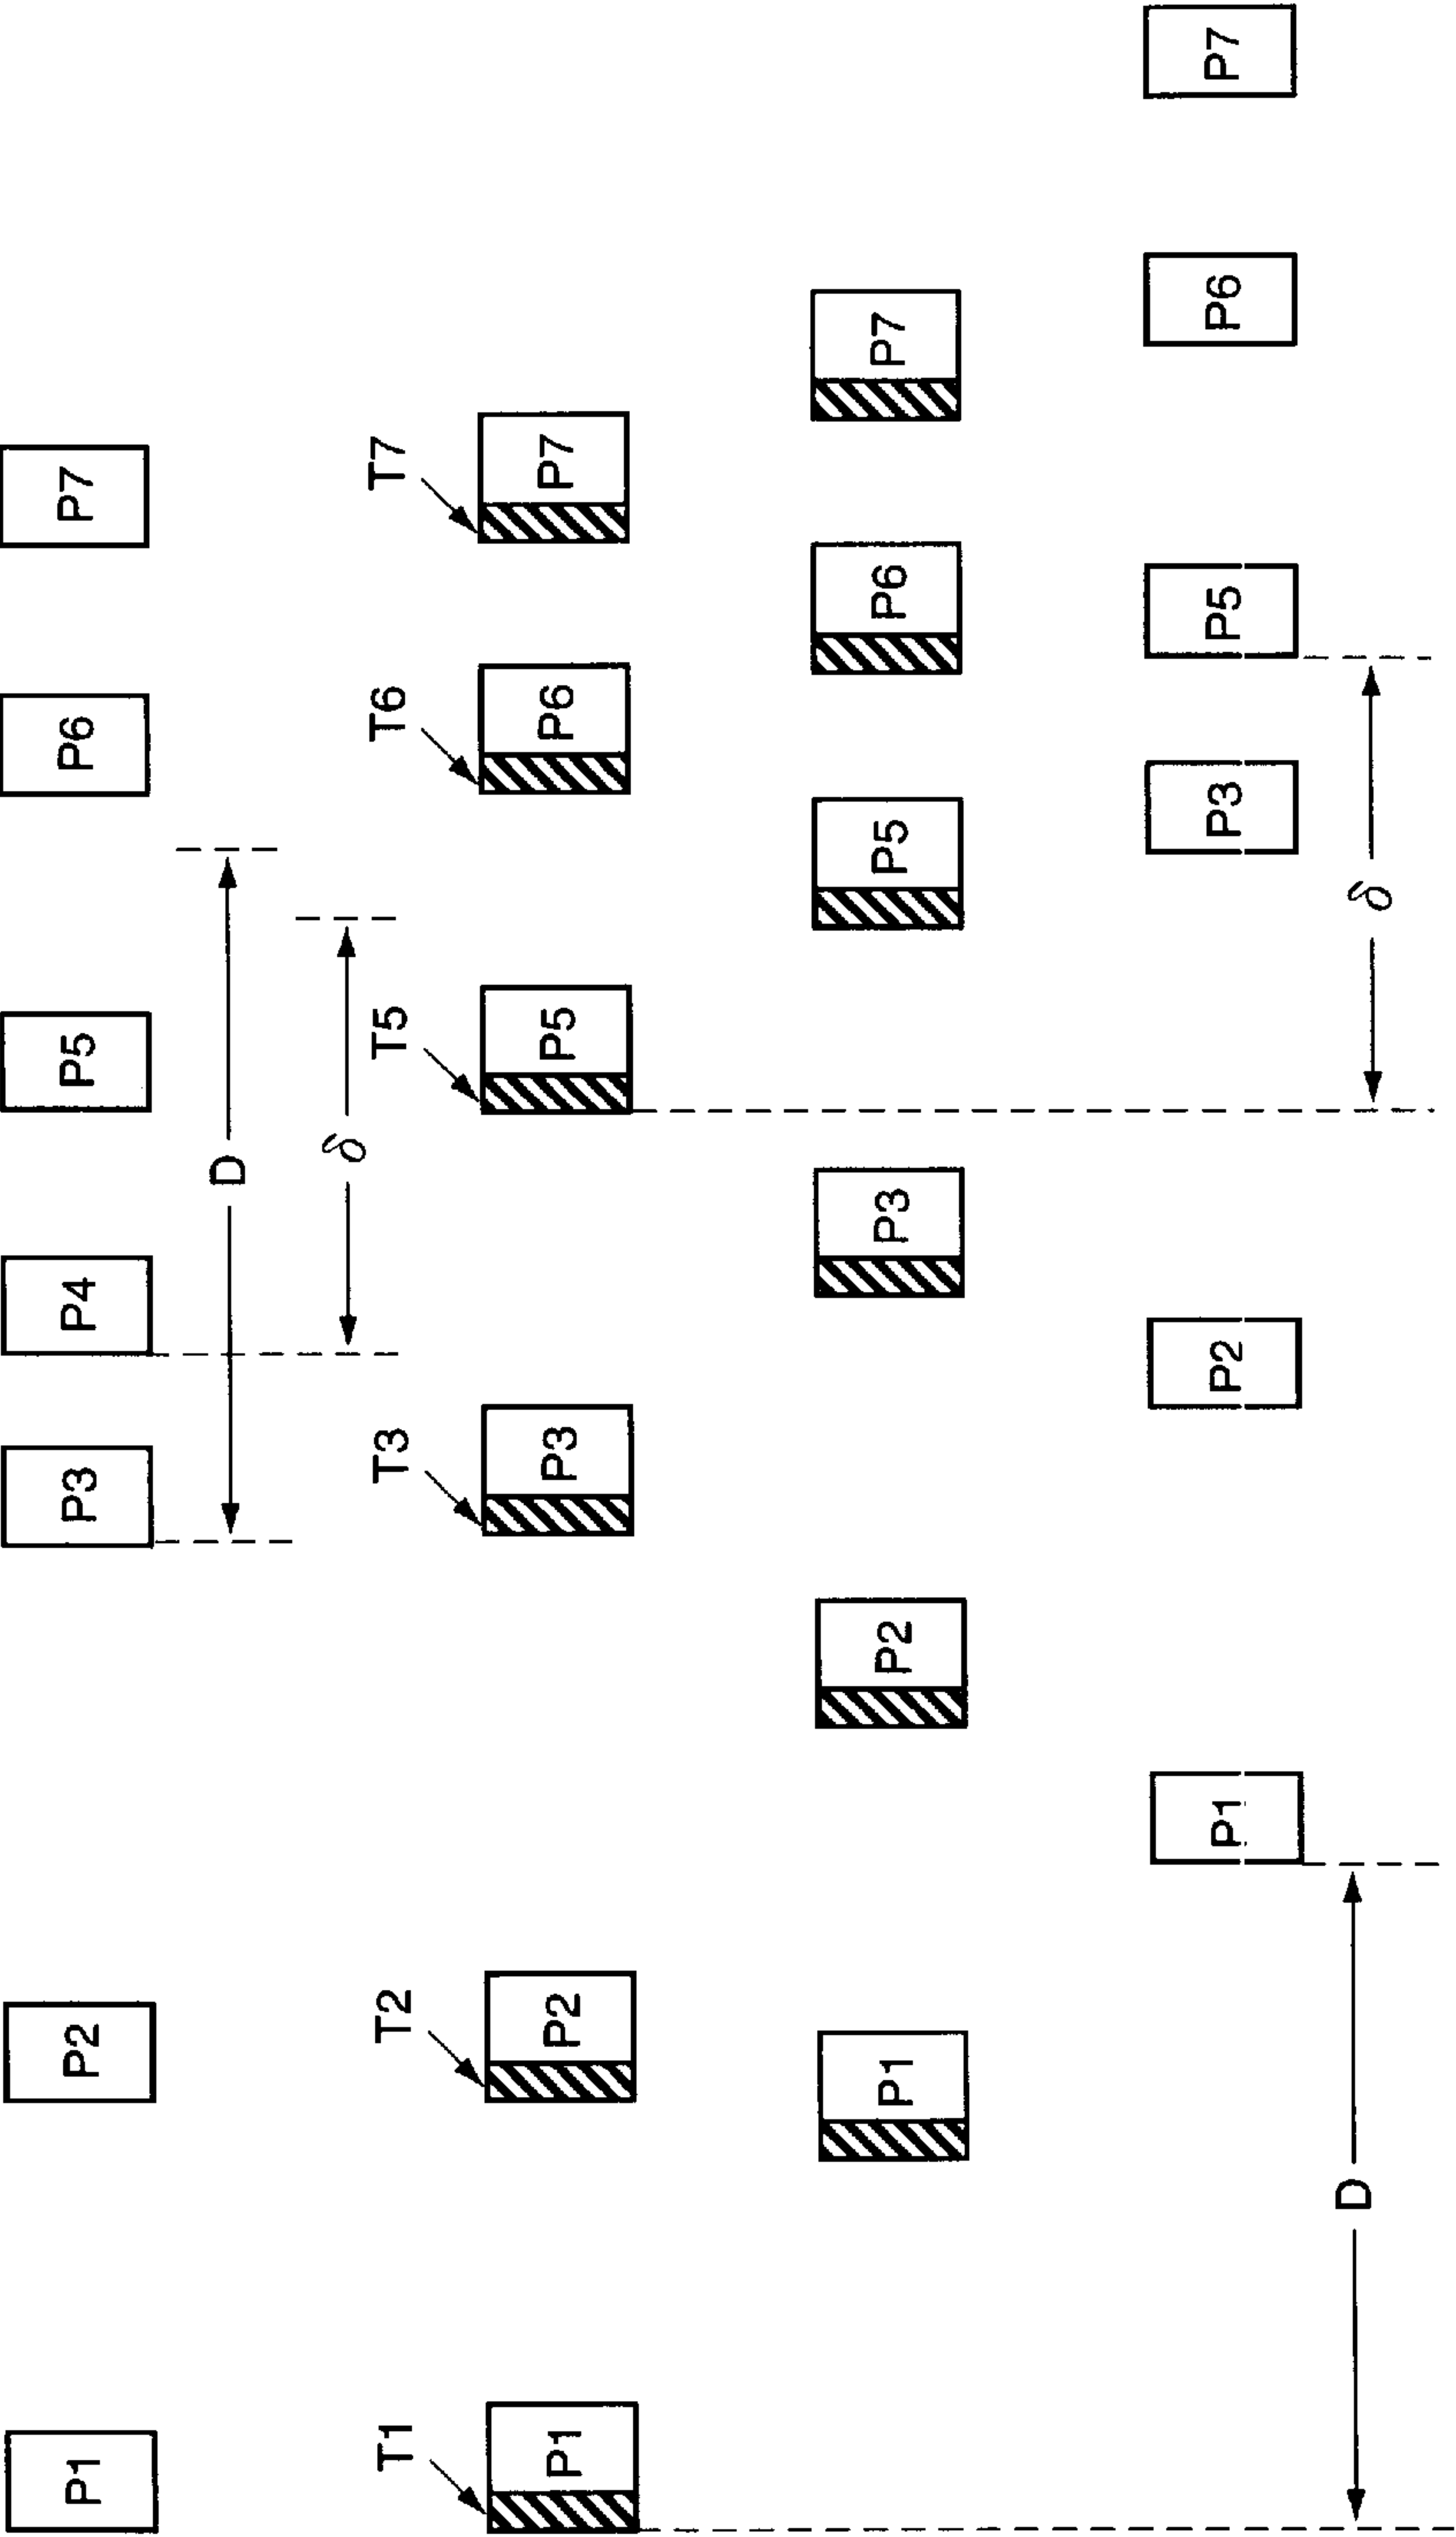 P1 P2 P3 P4 P5 P6 P7
D
δ
T1 T2 T3 T5 T6 T7
P1 P2 P3 P5 P6 P7
P1 P2 P3 P5 P6 P7
P1 P2 P3 P5 P6 P7
D δ